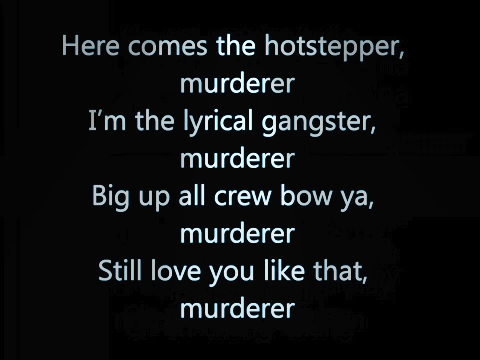 Here comes the hotstepper,
murderer
I’m the lyrical gangster,
murderer
Big up all crew bow ya,
murderer
Still love you like that,
murderer